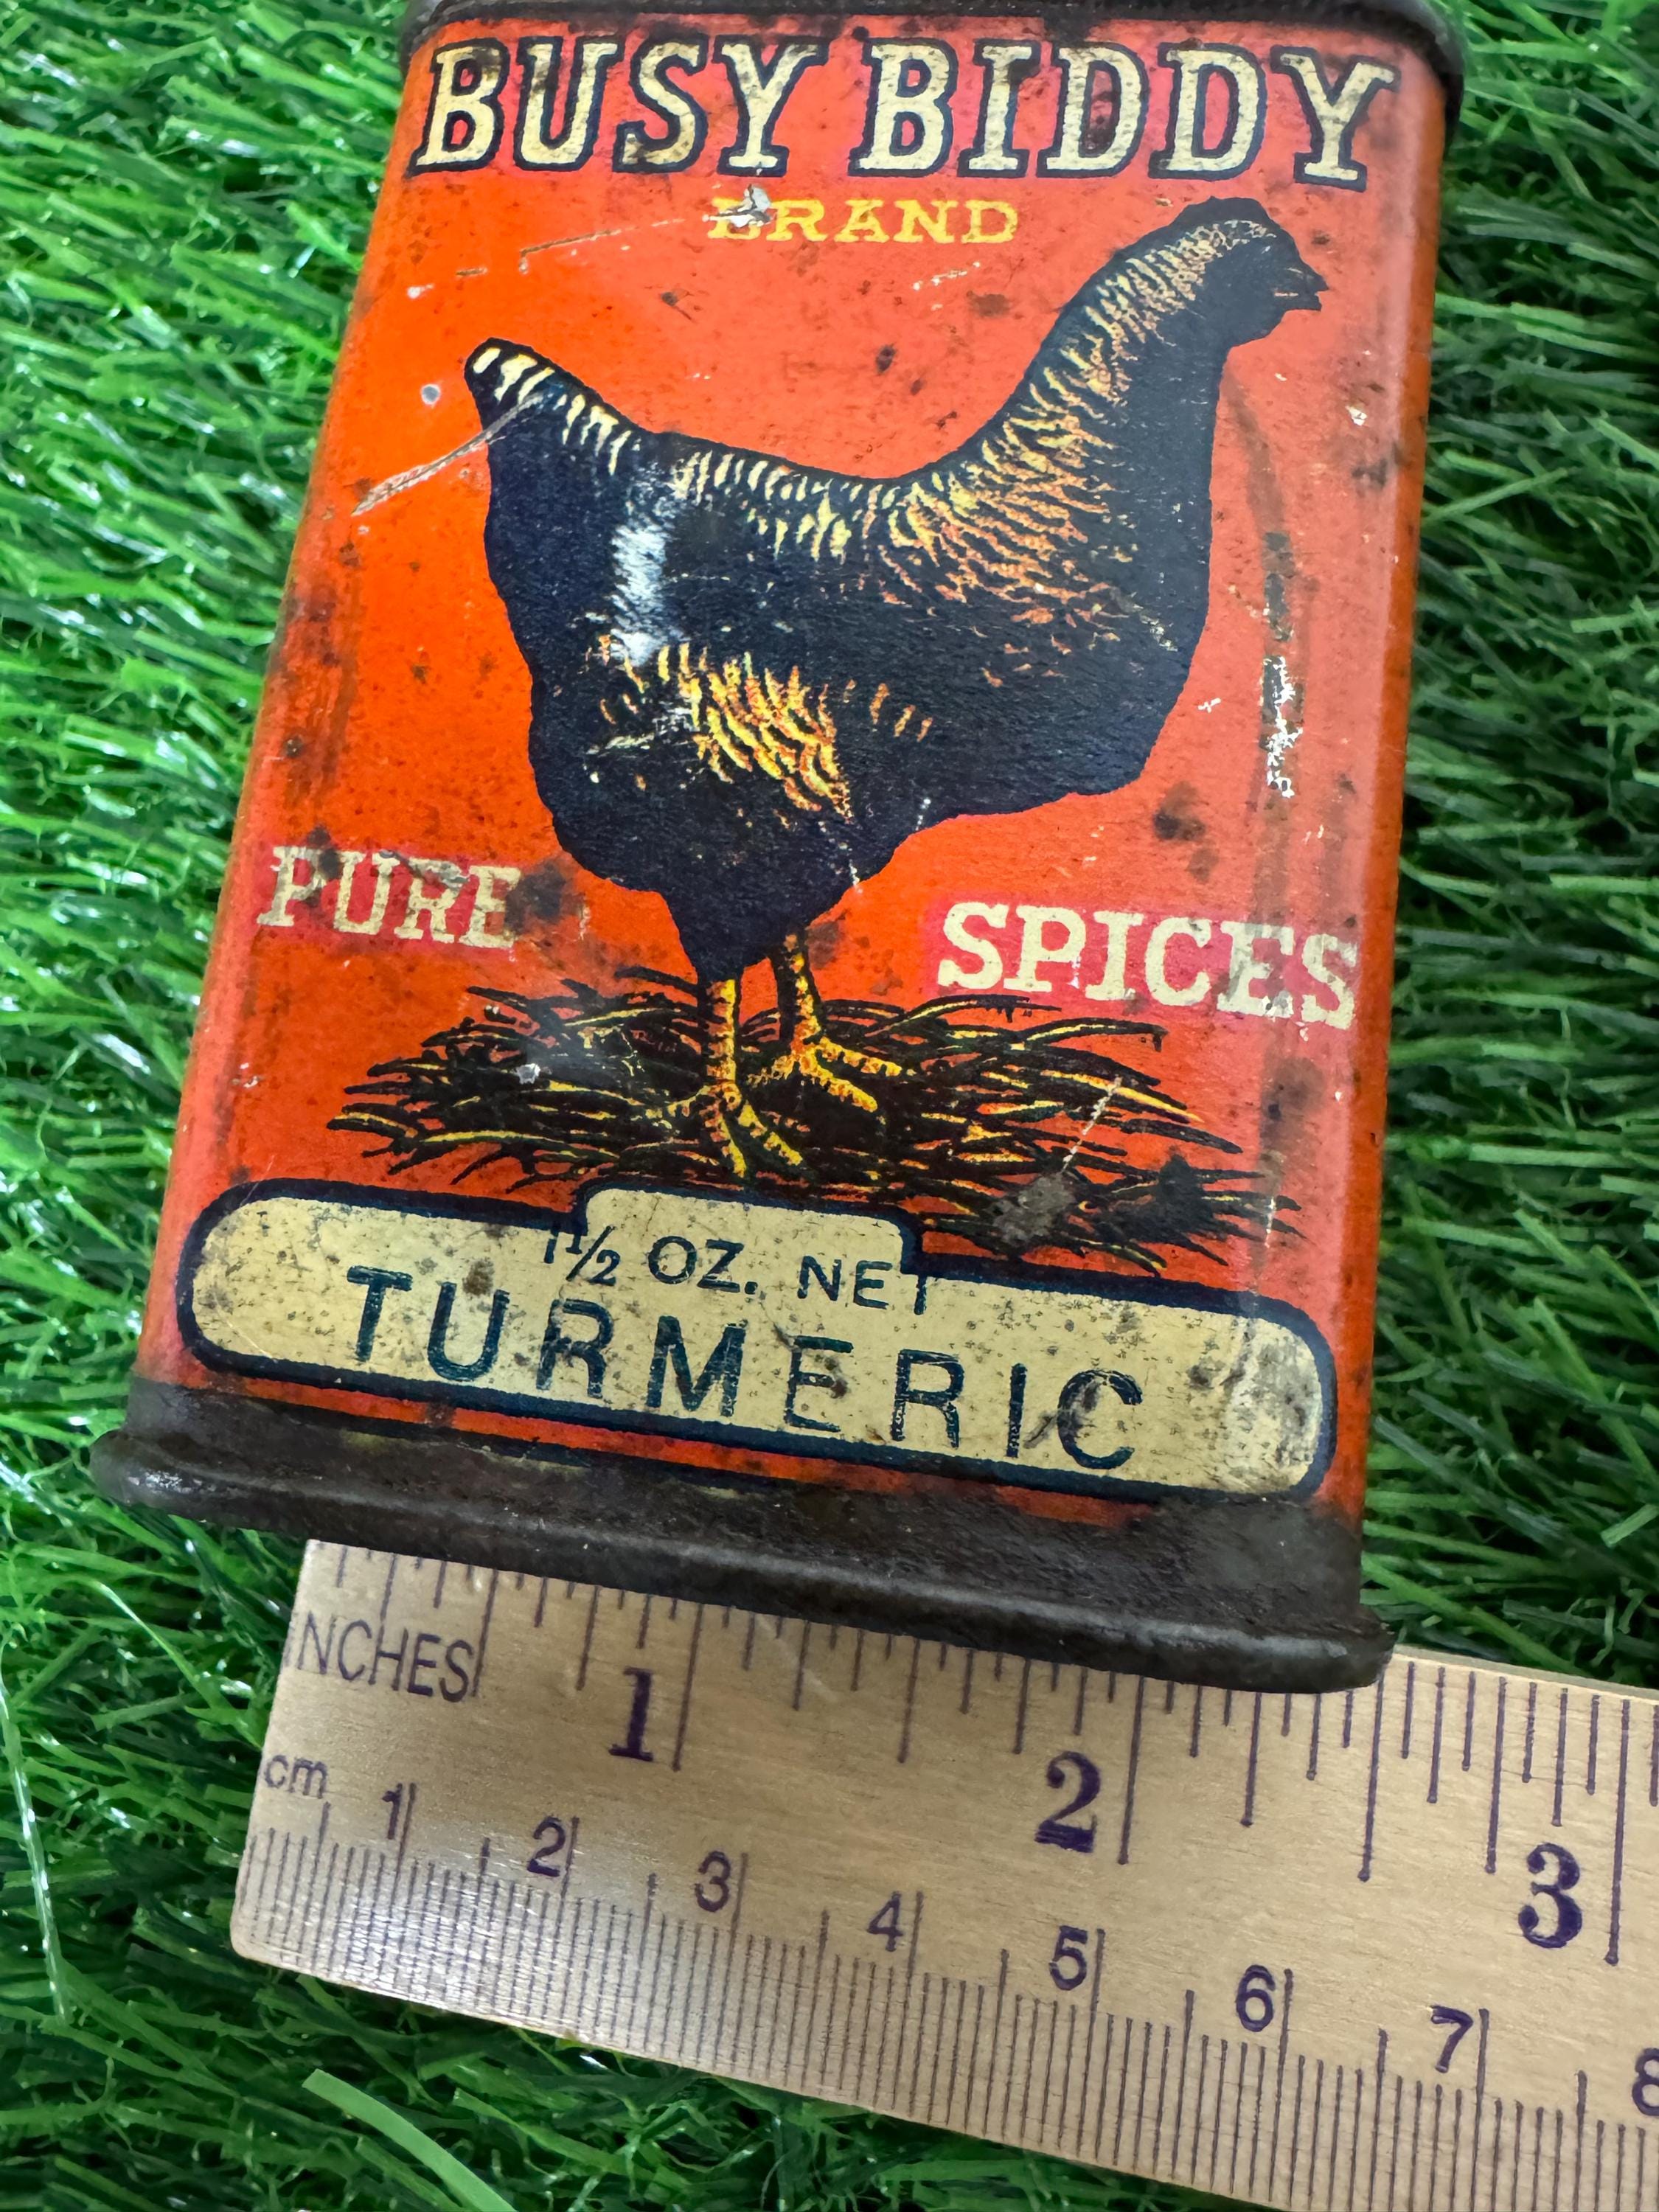 BUSY BIDDY
BRAND
PURE SPICES
1½ OZ. NET
TURMERIC
INCHES
1 2 3
cm 1 2 3 4 5 6 7 8